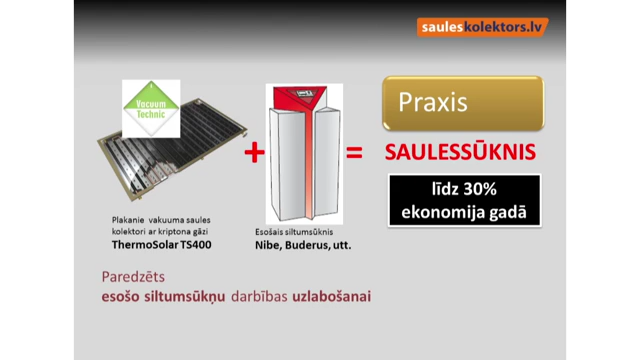 sauleskolektors.lv
Vacuum
Technic
Praxis
+
=
SAULESSŪKNIS
līdz 30%
ekonomija gadā
Plakanie vakuuma saules
kolektori ar kriptona gāzi
ThermoSolar TS400
Esošais siltumsūknis
Nibe, Buderus, utt.
Paredzēts
esošo siltumsūkņu darbības uzlabošanai